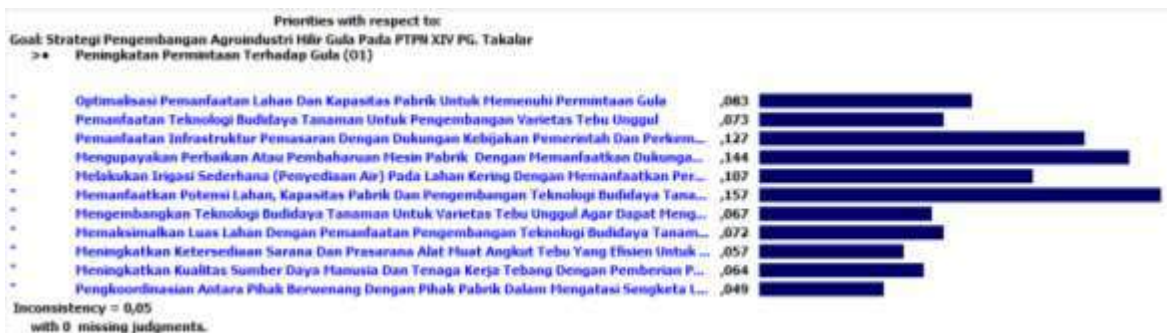 Priorities with respect to:
Goal: Strategi Pengembangan Agroindustri Hilir Gula Pada PTPN XIV PG. Takalar
>• Peningkatan Permintaan Terhadap Gula (O1)
Optimalisasi Pemanfaatan Lahan Dan Kapasitas Pabrik Untuk Memenuhi Permintaan Gula ,083
Pemanfaatan Teknologi Budidaya Tanaman Untuk Pengembangan Varietas Tebu Unggul ,073
Pemanfaatan Infrastruktur Pemasaran Dengan Dukungan Kebijakan Pemerintah Dan Perkem... ,127
Mengupayakan Perbaikan Atau Pembaharuan Mesin Pabrik Dengan Memanfaatkan Dukunga... ,144
Melakukan Irigasi Sederhana (Penyediaan Air) Pada Lahan Kering Dengan Memanfaatkan Per... ,107
Memanfaatkan Potensi Lahan, Kapasitas Pabrik Dan Pengembangan Teknologi Budidaya Tana... ,157
Mengembangkan Teknologi Budidaya Tanaman Untuk Varietas Tebu Unggul Agar Dapat Meng... ,067
Memaksimalkan Luas Lahan Dengan Pemanfaatan Pengembangan Teknologi Budidaya Tanam... ,072
Meningkatkan Ketersediaan Sarana Dan Prasarana Alat Muat Angkut Tebu Yang Efisien Untuk ... ,057
Meningkatkan Kualitas Sumber Daya Manusia Dan Tenaga Kerja Tebang Dengan Pemberian P... ,064
Pengkoordinasian Antara Pihak Berwenang Dengan Pihak Pabrik Dalam Mengatasi Sengketa L... ,049
Inconsistency = 0,05
with 0 missing judgments.